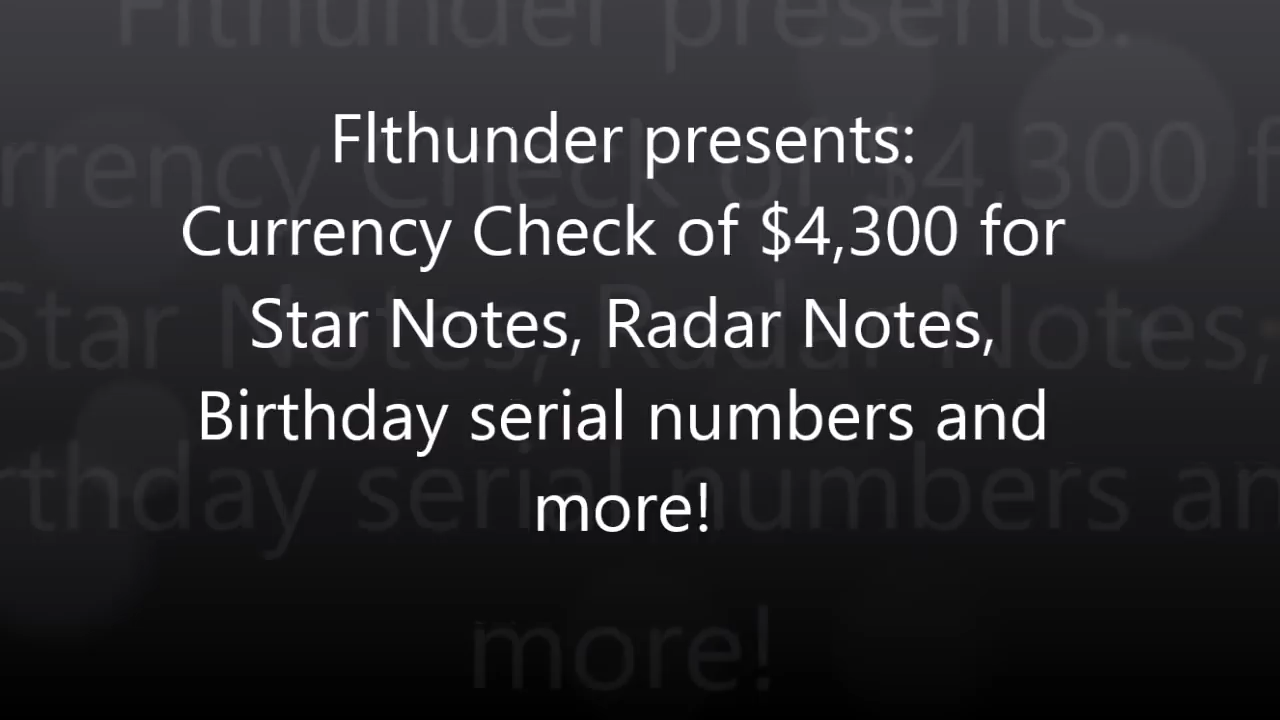 Flthunder presents:
Currency Check of $4,300 for
Star Notes, Radar Notes,
Birthday serial numbers and
more!